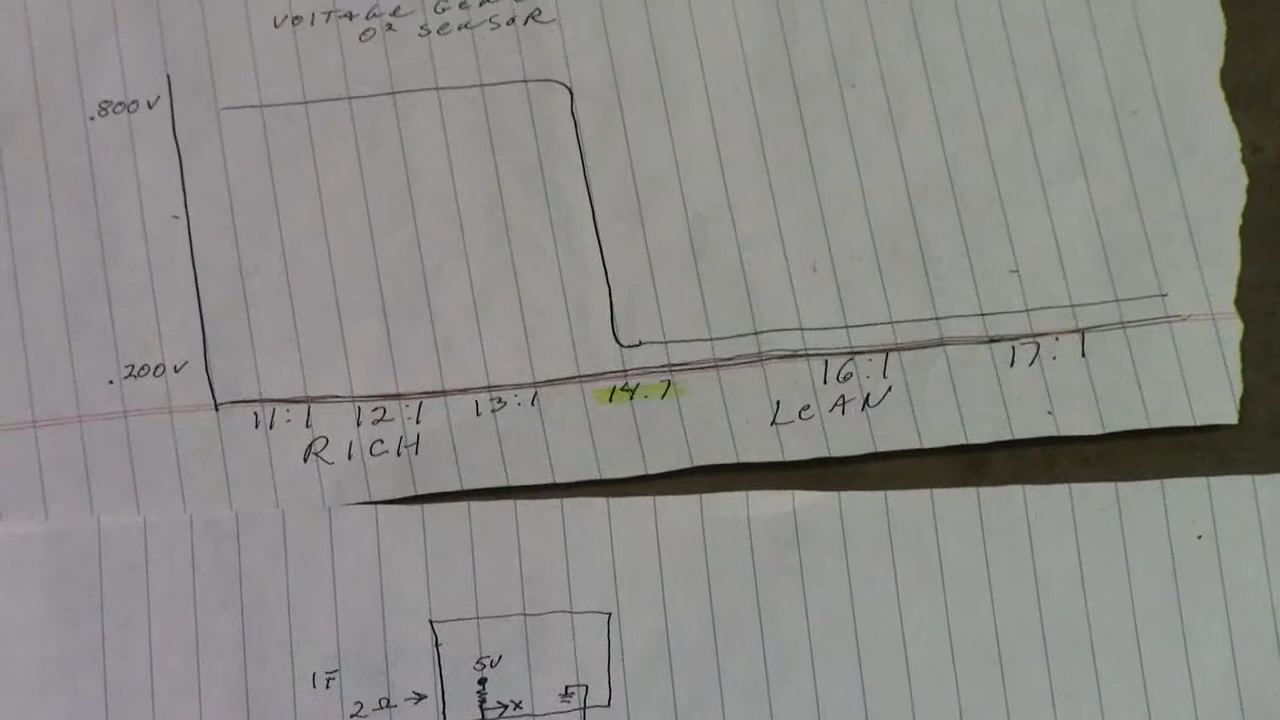 VOLTAGE
O² SENSOR
.800V
.200V
11:1 12:1 13:1 14.7 16:1 17:1
RICH LeAN
5V
2Ω → X